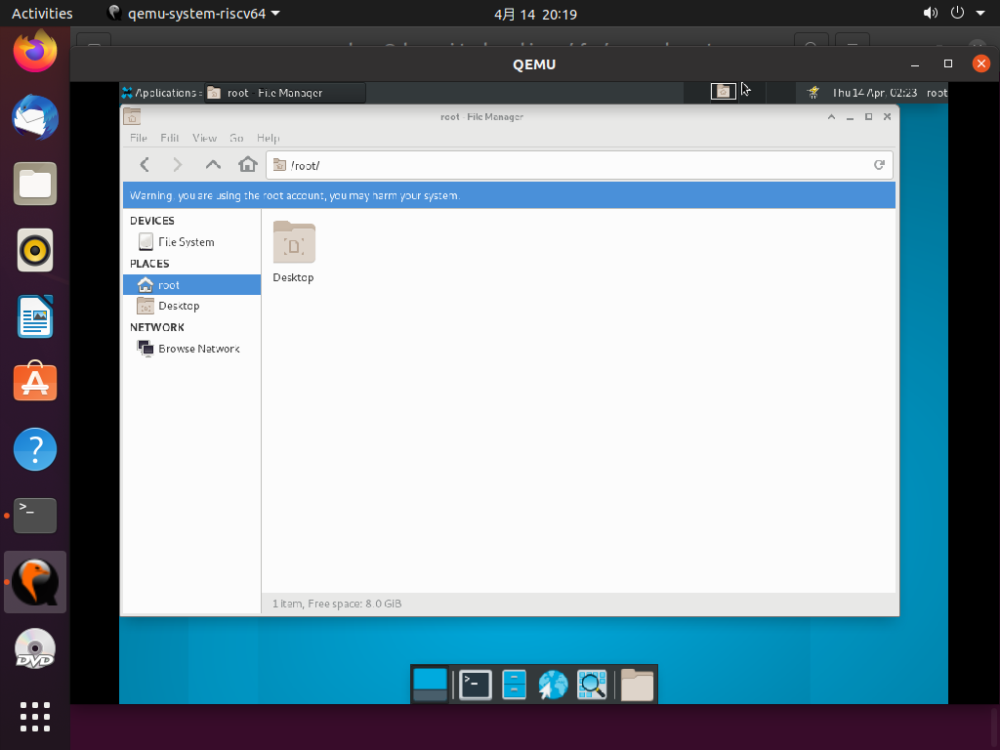 Activities
qemu-system-riscv64
4月 14 20:19
QEMU
Applications
root - File Manager
Thu 14 Apr, 02:23
root
root - File Manager
File Edit View Go Help
/root/
Warning, you are using the root account, you may harm your system.
DEVICES
File System
PLACES
root
Desktop
NETWORK
Browse Network
Desktop
1 item, Free space: 8.0 GiB
DVD